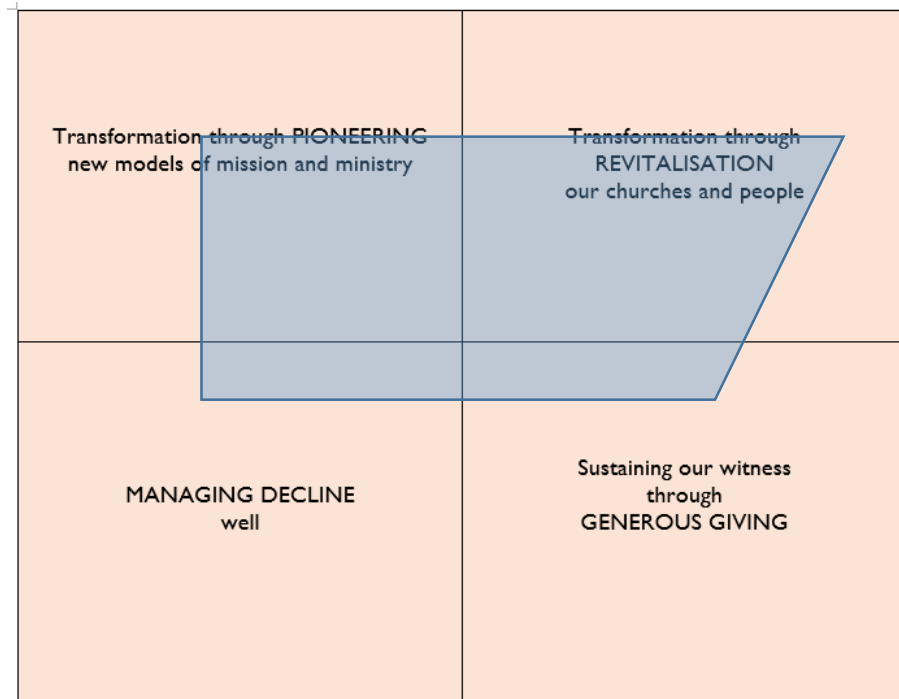 Transformation through PIONEERING
new models of mission and ministry
Transformation through
REVITALISATION
our churches and people
MANAGING DECLINE
well
Sustaining our witness
through
GENEROUS GIVING